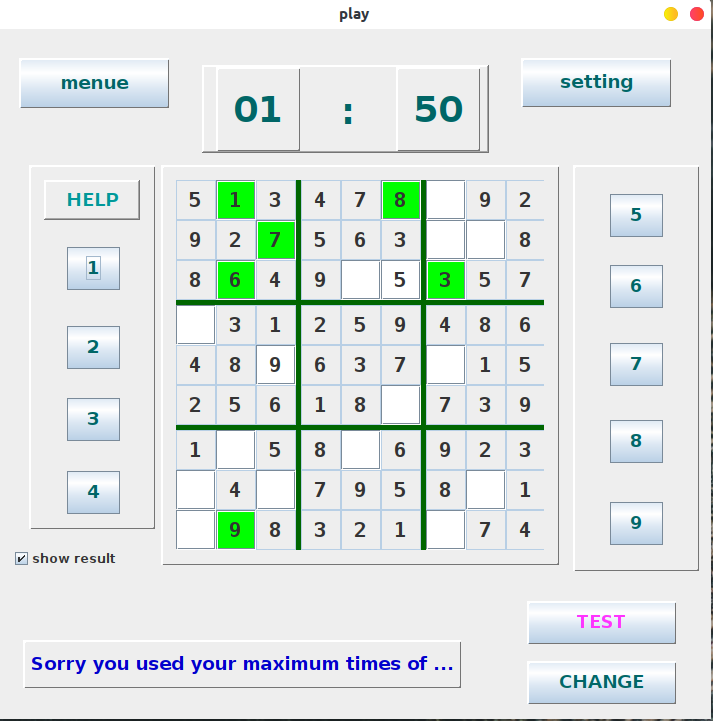 play
menue
01 : 50
setting
HELP
1
2
3
4
5 1 3 4 7 8 9 2
9 2 7 5 6 3 8
8 6 4 9 5 3 5 7
3 1 2 5 9 4 8 6
4 8 9 6 3 7 1 5
2 5 6 1 8 7 3 9
1 5 8 6 9 2 3
4 7 9 5 8 1
9 8 3 2 1 7 4
5
6
7
8
9
show result
TEST
Sorry you used your maximum times of ...
CHANGE